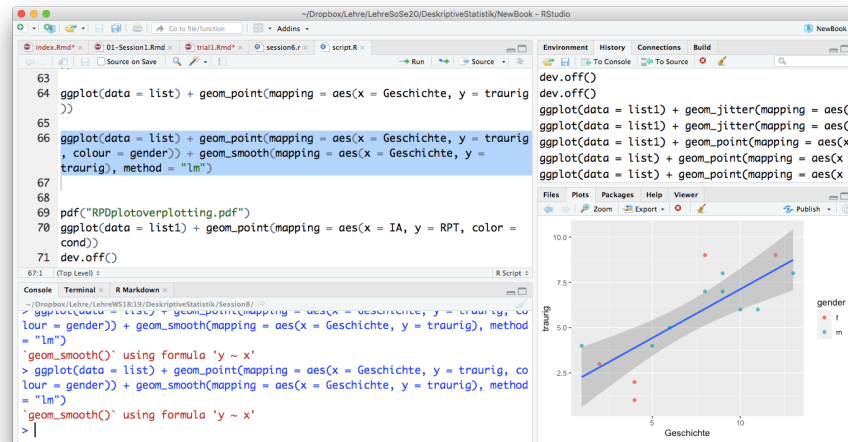 ~/Dropbox/Lehre/LehreSoSe20/DeskriptiveStatistik/NewBook - RStudio
Go to file/function Addins NewBook
index.Rmd* × 01-Session1.Rmd × trial1.Rmd* × session6.r × script.R ×
Source on Save Run Source
63
64 ggplot(data = list) + geom_point(mapping = aes(x = Geschichte, y = traurig
))
65
66 ggplot(data = list) + geom_point(mapping = aes(x = Geschichte, y = traurig
, colour = gender)) + geom_smooth(mapping = aes(x = Geschichte, y =
traurig), method = "lm")
67
68
69 pdf("RPDplotoverplotting.pdf")
70 ggplot(data = list1) + geom_point(mapping = aes(x = IA, y = RPT, color =
cond))
71 dev.off()
67:1 (Top Level) R Script
Console Terminal × R Markdown ×
~/Dropbox/Lehre/LehreWS18:19/DeskriptiveStatistik/Session8/
> ggplot(data = list) + geom_point(mapping = aes(x = Geschichte, y = traurig, co
lour = gender)) + geom_smooth(mapping = aes(x = Geschichte, y = traurig), method
= "lm")
`geom_smooth()` using formula 'y ~ x'
> ggplot(data = list) + geom_point(mapping = aes(x = Geschichte, y = traurig, co
lour = gender)) + geom_smooth(mapping = aes(x = Geschichte, y = traurig), method
= "lm")
`geom_smooth()` using formula 'y ~ x'
>
Environment History Connections Build
To Console To Source
dev.off()
dev.off()
ggplot(data = list1) + geom_jitter(mapping = aes(
ggplot(data = list1) + geom_jitter(mapping = aes(
ggplot(data = list1) + geom_point(mapping = aes(x
ggplot(data = list) + geom_point(mapping = aes(x
ggplot(data = list) + geom_point(mapping = aes(x
Files Plots Packages Help Viewer
Zoom Export Publish
10.0
7.5
5.0
2.5
traurig
5 10
Geschichte
gender
f
m